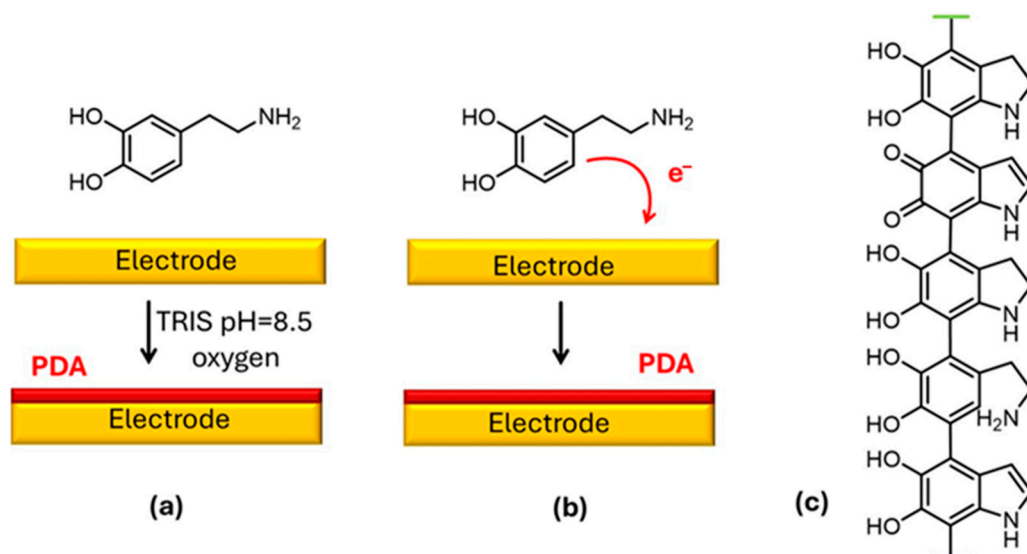 HO
NH₂
HO
Electrode
TRIS pH=8.5
oxygen
PDA
Electrode
(a)
HO
NH₂
HO
e⁻
Electrode
PDA
Electrode
(b)
(c)
HO
HO
N
H
O
O
N
H
HO
HO
N
H
HO
HO
H₂N
HO
HO
N
H